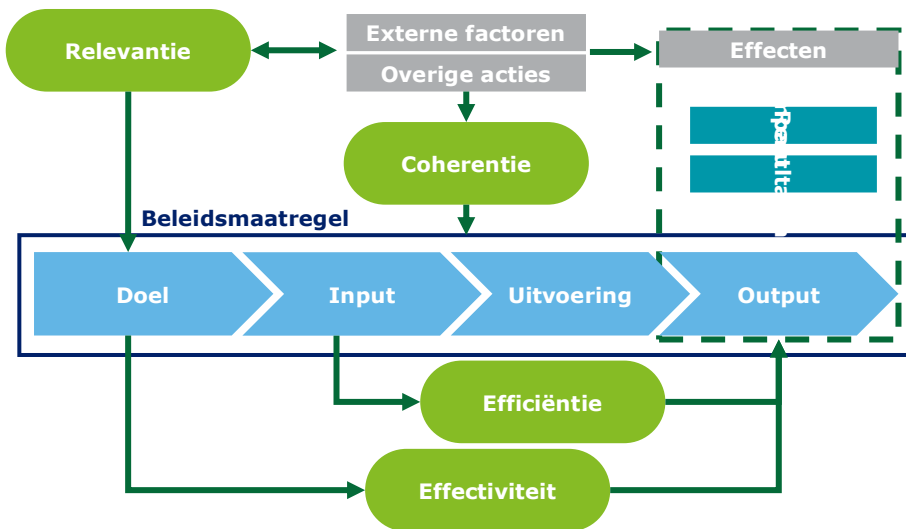 Relevantie
Externe factoren
Overige acties
Effecten
Coherentie
Beleidsmaatregel
Doel
Input
Uitvoering
Output
Efficiëntie
Effectiviteit